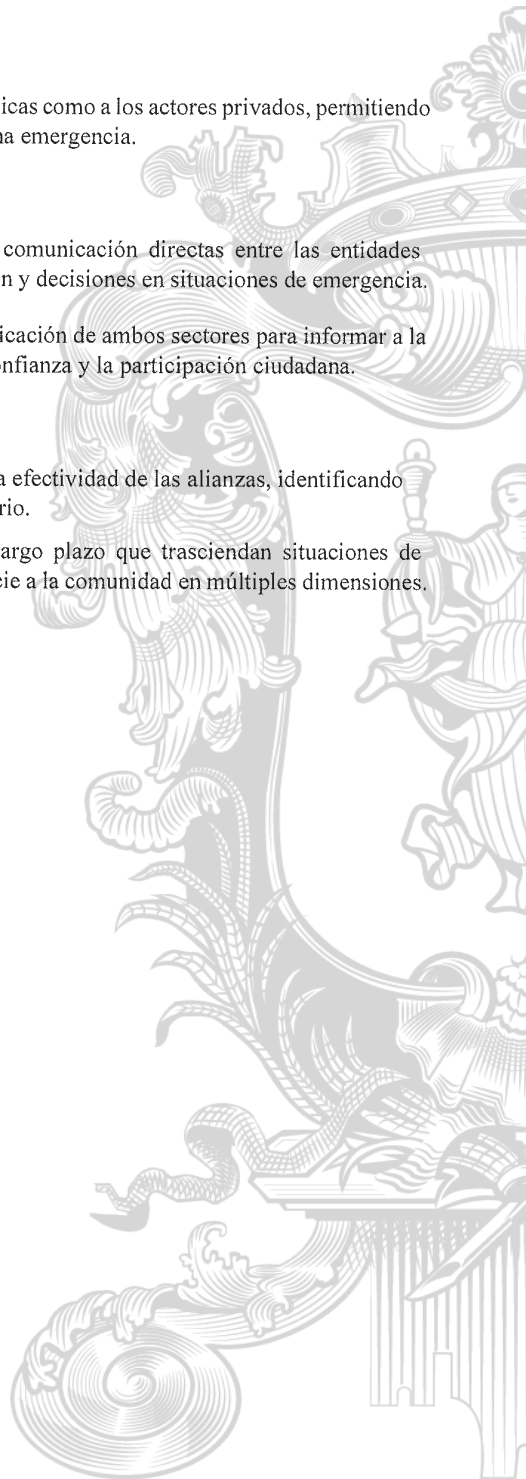 icas como a los actores privados, permitiendo
na emergencia.
comunicación directas entre las entidades
n y decisiones en situaciones de emergencia.
icación de ambos sectores para informar a la
nfianza y la participación ciudadana.
a efectividad de las alianzas, identificando
rio.
argo plazo que trasciendan situaciones de
cie a la comunidad en múltiples dimensiones.